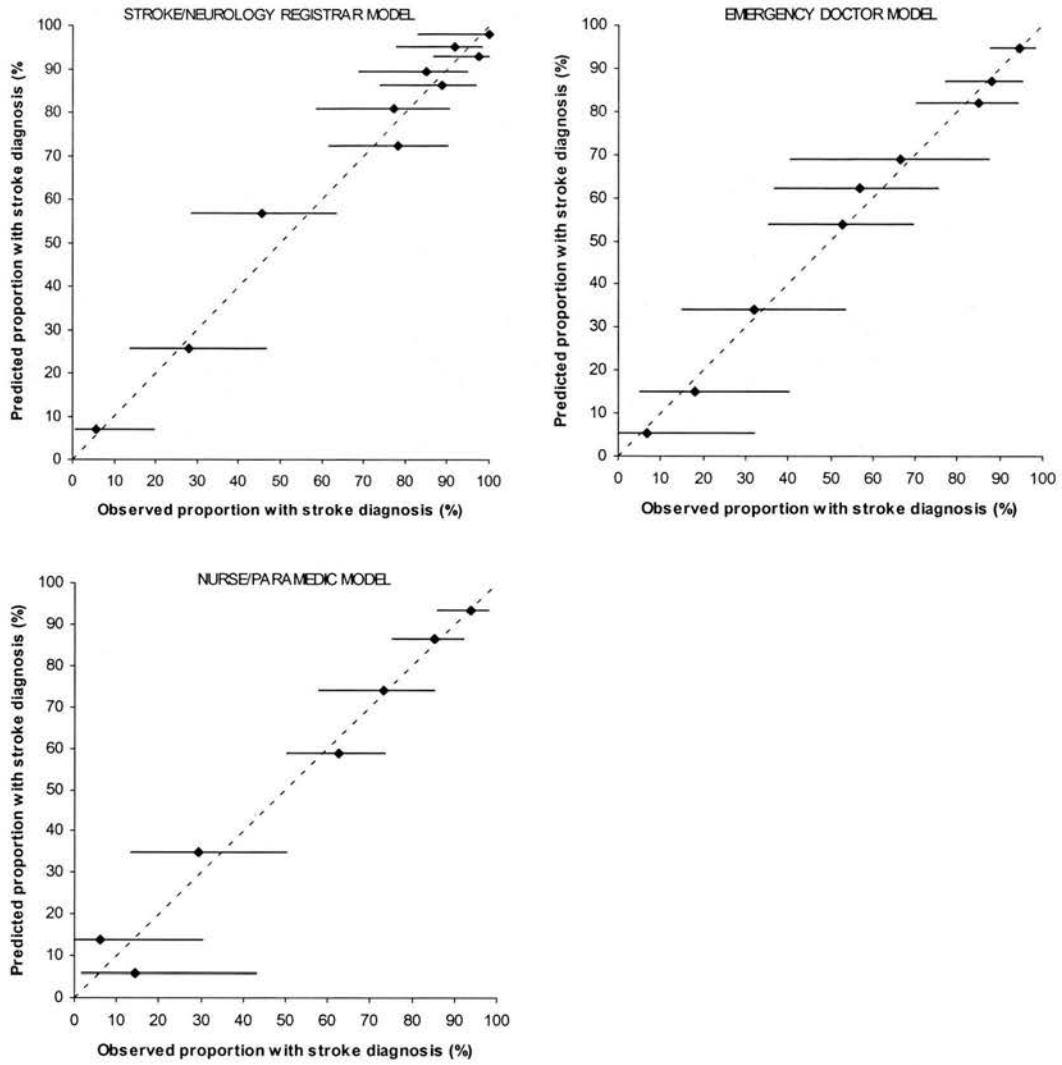 STROKE/NEUROLOGY REGISTRAR MODEL
Predicted proportion with stroke diagnosis (%
100
90
80
70
60
50
40
30
20
10
0
0 10 20 30 40 50 60 70 80 90 100
Observed proportion with stroke diagnosis (%)
EMERGENCY DOCTOR MODEL
Predicted proportion with stroke diagnosis (%)
100
90
80
70
60
50
40
30
20
10
0
0 10 20 30 40 50 60 70 80 90 100
Observed proportion with stroke diagnosis (%)
NURSE/PARAMEDIC MODEL
Predicted proportion with stroke diagnosis (%)
100
90
80
70
60
50
40
30
20
10
0
0 10 20 30 40 50 60 70 80 90 100
Observed proportion with stroke diagnosis (%)